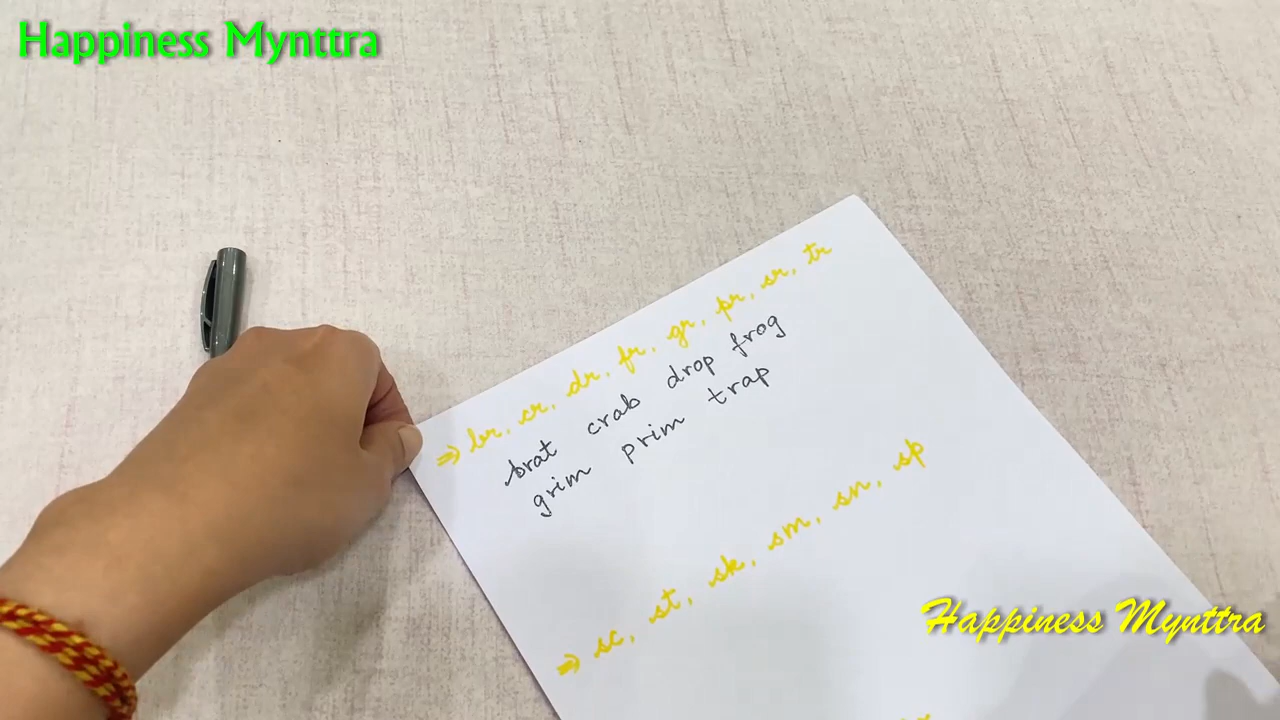 Happiness Mynttra
⇒ br, cr, dr, fr, gr, pr, sr, tr
brat crab drop frog
grim prim trap
⇒ sc, st, sk, sm, sn, sp
Happiness Mynttra